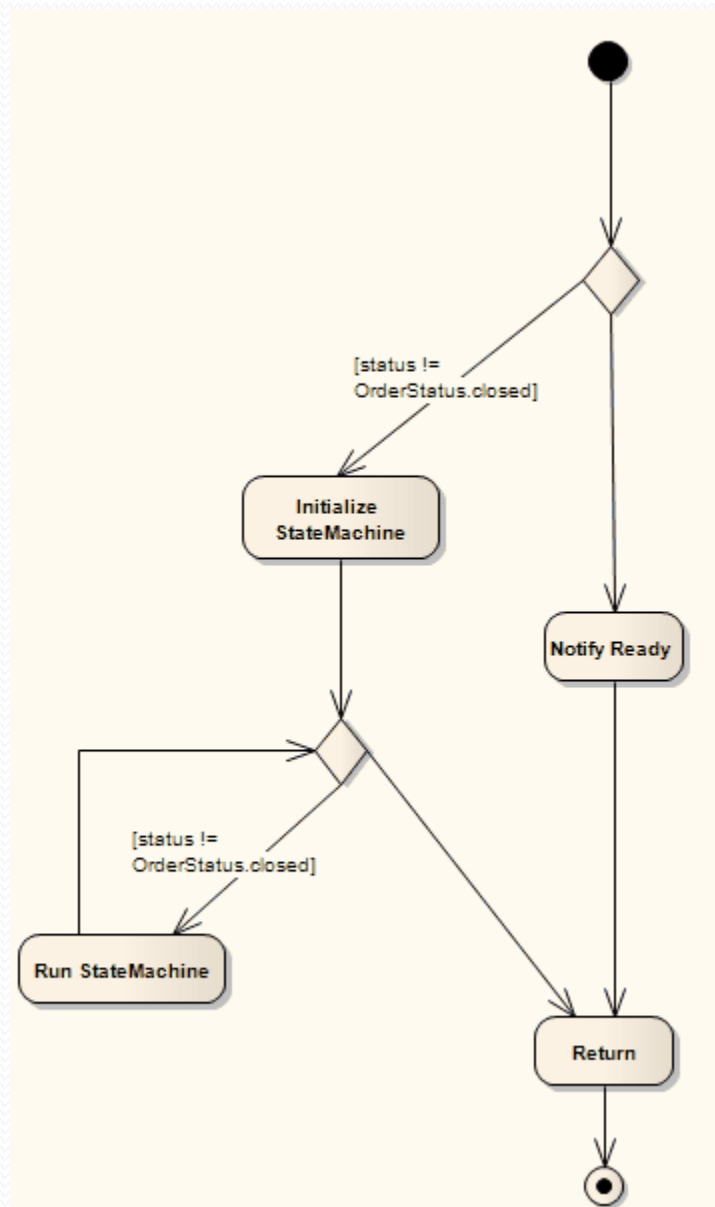 [status !=
OrderStatus.closed]
Initialize
StateMachine
Notify Ready
[status !=
OrderStatus.closed]
Run StateMachine
Return